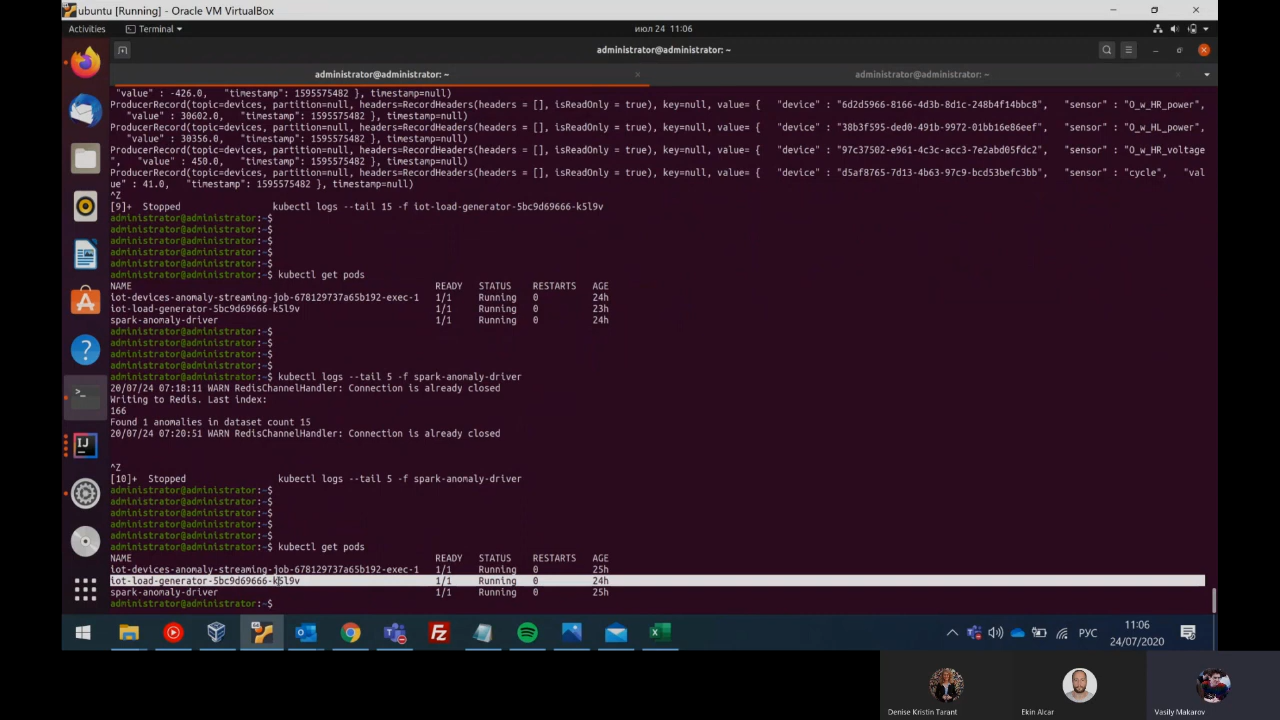 ubuntu [Running] - Oracle VM VirtualBox
Activities
Terminal
июл 24 11:06
administrator@administrator: ~
administrator@administrator: ~
administrator@administrator: ~
"value" : -426.0,   "timestamp": 1595575482 }, timestamp=null)
ProducerRecord(topic=devices, partition=null, headers=RecordHeaders(headers = [], isReadOnly = true), key=null, value= {   "device" : "6d2d5966-8166-4d3b-8d1c-248b4f14bbc8",   "sensor" : "O_w_HR_power",
"value" : 30602.0,   "timestamp": 1595575482 }, timestamp=null)
ProducerRecord(topic=devices, partition=null, headers=RecordHeaders(headers = [], isReadOnly = true), key=null, value= {   "device" : "38b3f595-ded0-491b-9972-01bb16e86eef",   "sensor" : "O_w_HL_power",
"value" : 30356.0,   "timestamp": 1595575482 }, timestamp=null)
ProducerRecord(topic=devices, partition=null, headers=RecordHeaders(headers = [], isReadOnly = true), key=null, value= {   "device" : "97c37502-e961-4c3c-acc3-7e2abd05fdc2",   "sensor" : "O_w_HR_voltage
",   "value" : 450.0,   "timestamp": 1595575482 }, timestamp=null)
ProducerRecord(topic=devices, partition=null, headers=RecordHeaders(headers = [], isReadOnly = true), key=null, value= {   "device" : "d5af8765-7d13-4b63-97c9-bcd53befc3bb",   "sensor" : "cycle",   "val
ue" : 41.0,   "timestamp": 1595575482 }, timestamp=null)
^Z
[9]+  Stopped                 kubectl logs --tail 15 -f iot-load-generator-5bc9d69666-k5l9v
administrator@administrator:~$
administrator@administrator:~$
administrator@administrator:~$
administrator@administrator:~$
administrator@administrator:~$
administrator@administrator:~$ kubectl get pods
NAME READY STATUS RESTARTS AGE
iot-devices-anomaly-streaming-job-678129737a65b192-exec-1 1/1 Running 0 24h
iot-load-generator-5bc9d69666-k5l9v 1/1 Running 0 23h
spark-anomaly-driver 1/1 Running 0 24h
administrator@administrator:~$
administrator@administrator:~$
administrator@administrator:~$
administrator@administrator:~$
administrator@administrator:~$ kubectl logs --tail 5 -f spark-anomaly-driver
20/07/24 07:18:11 WARN RedisChannelHandler: Connection is already closed
Writing to Redis. Last index:
166
Found 1 anomalies in dataset count 15
20/07/24 07:20:51 WARN RedisChannelHandler: Connection is already closed
^Z
[10]+  Stopped                 kubectl logs --tail 5 -f spark-anomaly-driver
administrator@administrator:~$
administrator@administrator:~$
administrator@administrator:~$
administrator@administrator:~$
administrator@administrator:~$
administrator@administrator:~$ kubectl get pods
NAME READY STATUS RESTARTS AGE
iot-devices-anomaly-streaming-job-678129737a65b192-exec-1 1/1 Running 0 25h
iot-load-generator-5bc9d69666-k5l9v 1/1 Running 0 24h
spark-anomaly-driver 1/1 Running 0 25h
administrator@administrator:~$
РУС
11:06
24/07/2020
Denise Kristin Tarant
Ekin Alcar
Vasily Makarov